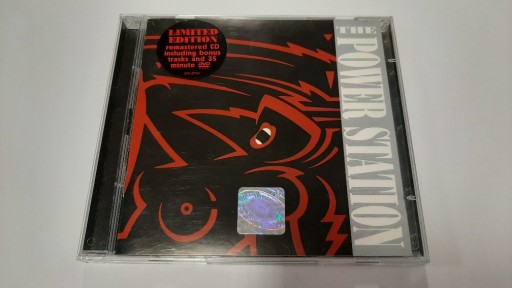 LIMITED
EDITION
remastered CD
including bonus
tracks and 35
minute DVD
THE POWER STATION